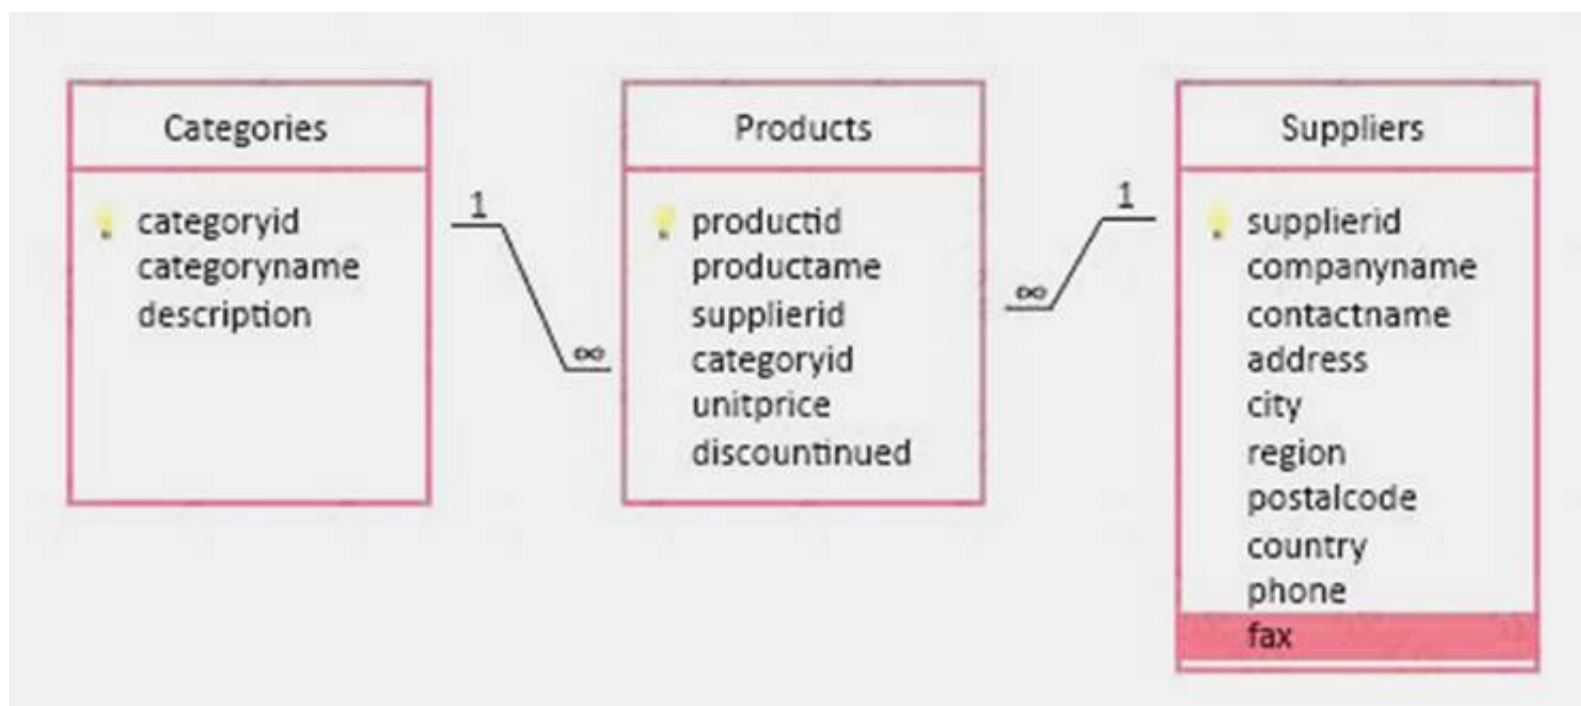 Categories
categoryid
categoryname
description
1
∞
Products
productid
productame
supplierid
categoryid
unitprice
discountinued
1
∞
Suppliers
supplierid
companyname
contactname
address
city
region
postalcode
country
phone
fax